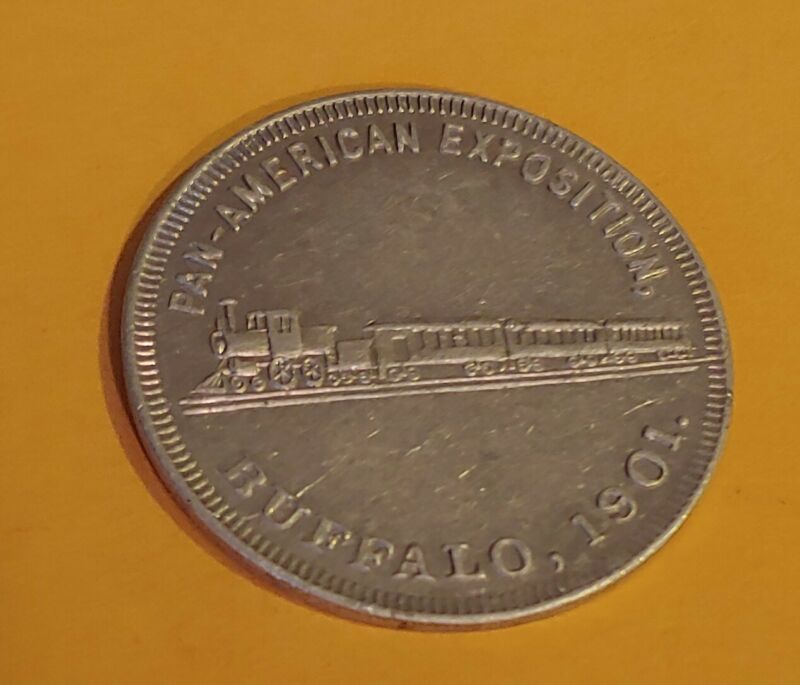 PAN-AMERICAN EXPOSITION,
BUFFALO, 1901.